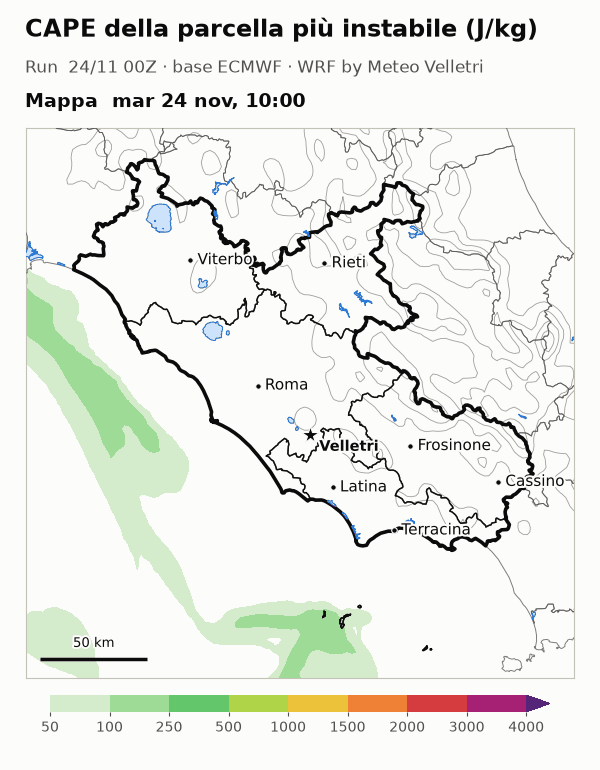 CAPE della parcella più instabile (J/kg)
Run  24/11 00Z · base ECMWF · WRF by Meteo Velletri
Mappa  mar 24 nov, 10:00
Viterbo
Rieti
Roma
Velletri
Frosinone
Cassino
Latina
Terracina
50 km
50 100 250 500 1000 1500 2000 3000 4000